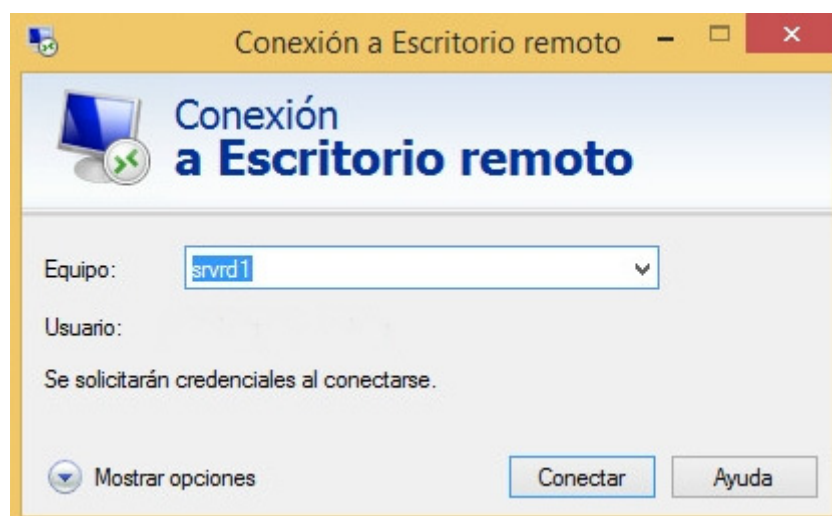 Conexión a Escritorio remoto
Conexión
a Escritorio remoto
Equipo: srvrd1
Usuario:
Se solicitarán credenciales al conectarse.
Mostrar opciones Conectar Ayuda